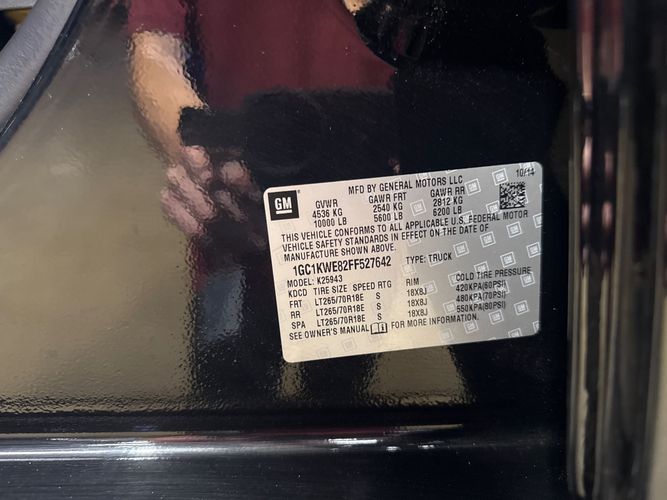 MFD BY GENERAL MOTORS LLC 10/14
GM GVWR GAWR FRT GAWR RR
4536 KG 2540 KG 2812 KG
10000 LB 5600 LB 6200 LB
THIS VEHICLE CONFORMS TO ALL APPLICABLE U.S. FEDERAL MOTOR
VEHICLE SAFETY STANDARDS IN EFFECT ON THE DATE OF
MANUFACTURE SHOWN ABOVE.
1GC1KWE82FF527642 TYPE: TRUCK
MODEL: K25943
KDCD TIRE SIZE SPEED RTG RIM COLD TIRE PRESSURE
FRT LT265/70R18E S 18X8J 420KPA(60PSI)
RR LT265/70R18E S 18X8J 480KPA(70PSI)
SPA LT265/70R18E S 18X8J 550KPA(80PSI)
SEE OWNER'S MANUAL FOR MORE INFORMATION.